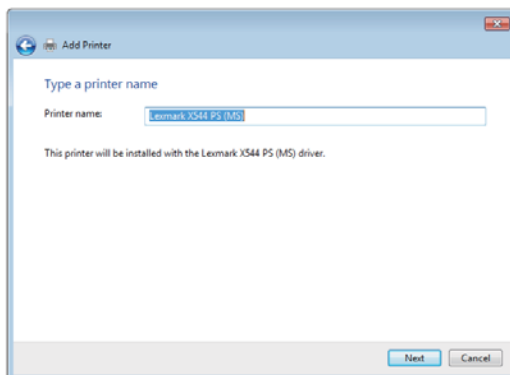 Add Printer
Type a printer name
Printer name: Lexmark X544 PS (MS)
This printer will be installed with the Lexmark X544 PS (MS) driver.
Next Cancel